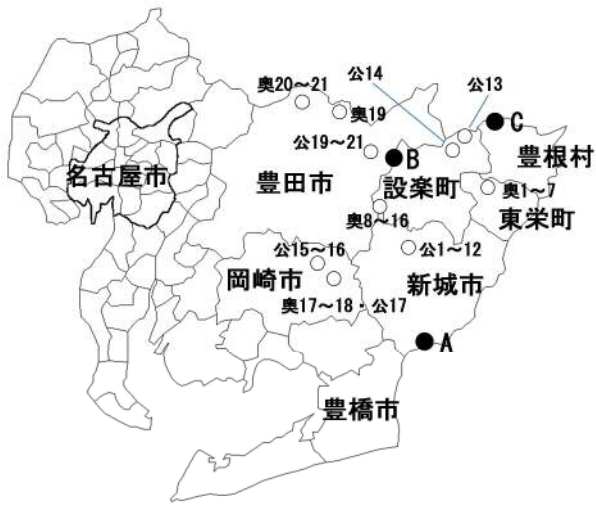 公14
公13
奥20～21
奥19
C
公19～21
B
豊根村
名古屋市
豊田市
設楽町
奥1～7
東栄町
奥8～16
公15～16
公1～12
岡崎市
新城市
奥17～18・公17
A
豊橋市